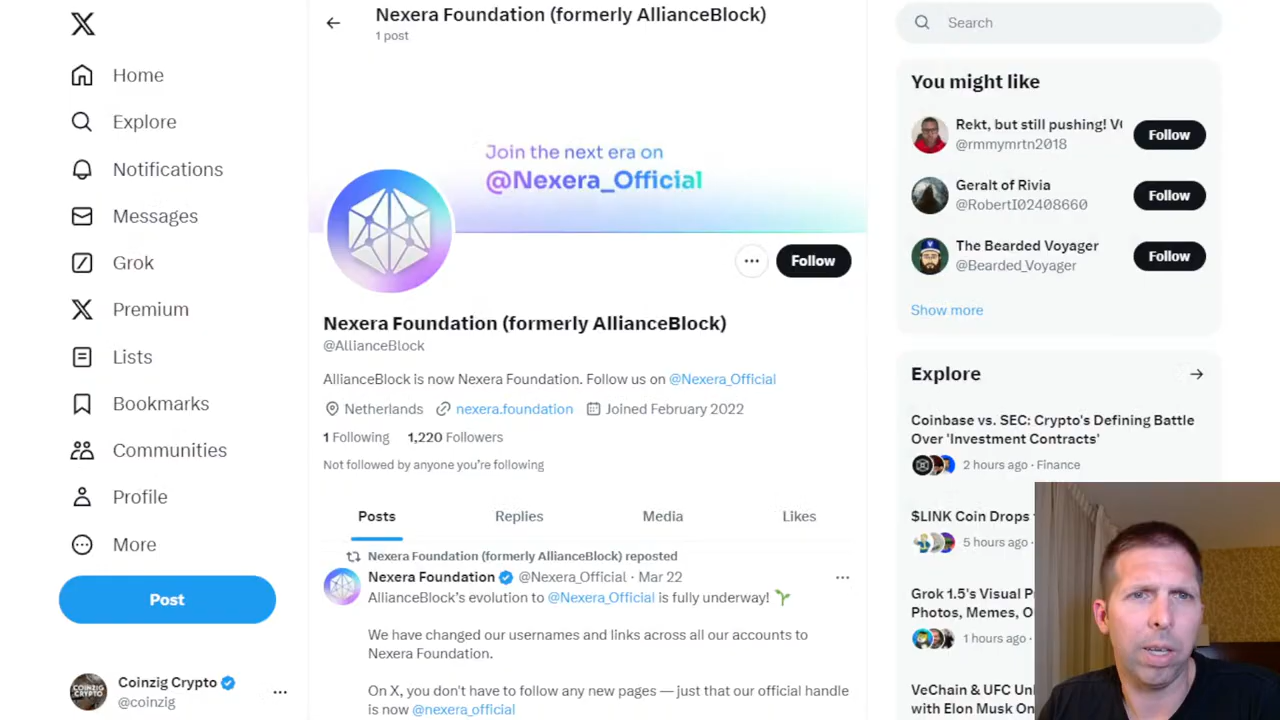 Home
Explore
Notifications
Messages
Grok
Premium
Lists
Bookmarks
Communities
Profile
More
Post
Coinzig Crypto
@coinzig
COINZIG
CRYPTO
Nexera Foundation (formerly AllianceBlock)
1 post
Join the next era on
@Nexera_Official
Follow
Nexera Foundation (formerly AllianceBlock)
@AllianceBlock
AllianceBlock is now Nexera Foundation. Follow us on @Nexera_Official
Netherlands nexera.foundation Joined February 2022
1 Following 1,220 Followers
Not followed by anyone you’re following
Posts Replies Media Likes
Nexera Foundation (formerly AllianceBlock) reposted
Nexera Foundation @Nexera_Official · Mar 22
AllianceBlock’s evolution to @Nexera_Official is fully underway!
We have changed our usernames and links across all our accounts to
Nexera Foundation.
On X, you don't have to follow any new pages — just that our official handle
is now @nexera_official
Search
You might like
Rekt, but still pushing!
@rmmymrtn2018
Follow
Geralt of Rivia
@RobertI02408660
Follow
The Bearded Voyager
@Bearded_Voyager
Follow
Show more
Explore
Coinbase vs. SEC: Crypto's Defining Battle
Over 'Investment Contracts'
2 hours ago · Finance
$LINK Coin Drops
5 hours ago ·
Grok 1.5's Visual
Photos, Memes,
1 hours ago ·
VeChain & UFC
with Elon Musk On